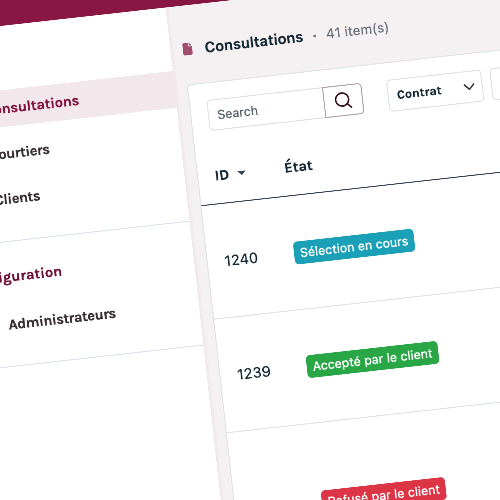 Consultations · 41 item(s)
Search
Contrat
ID
État
1240
Sélection en cours
1239
Accepté par le client
Refusé par le client
nsultations
ourtiers
Clients
iguration
Administrateurs